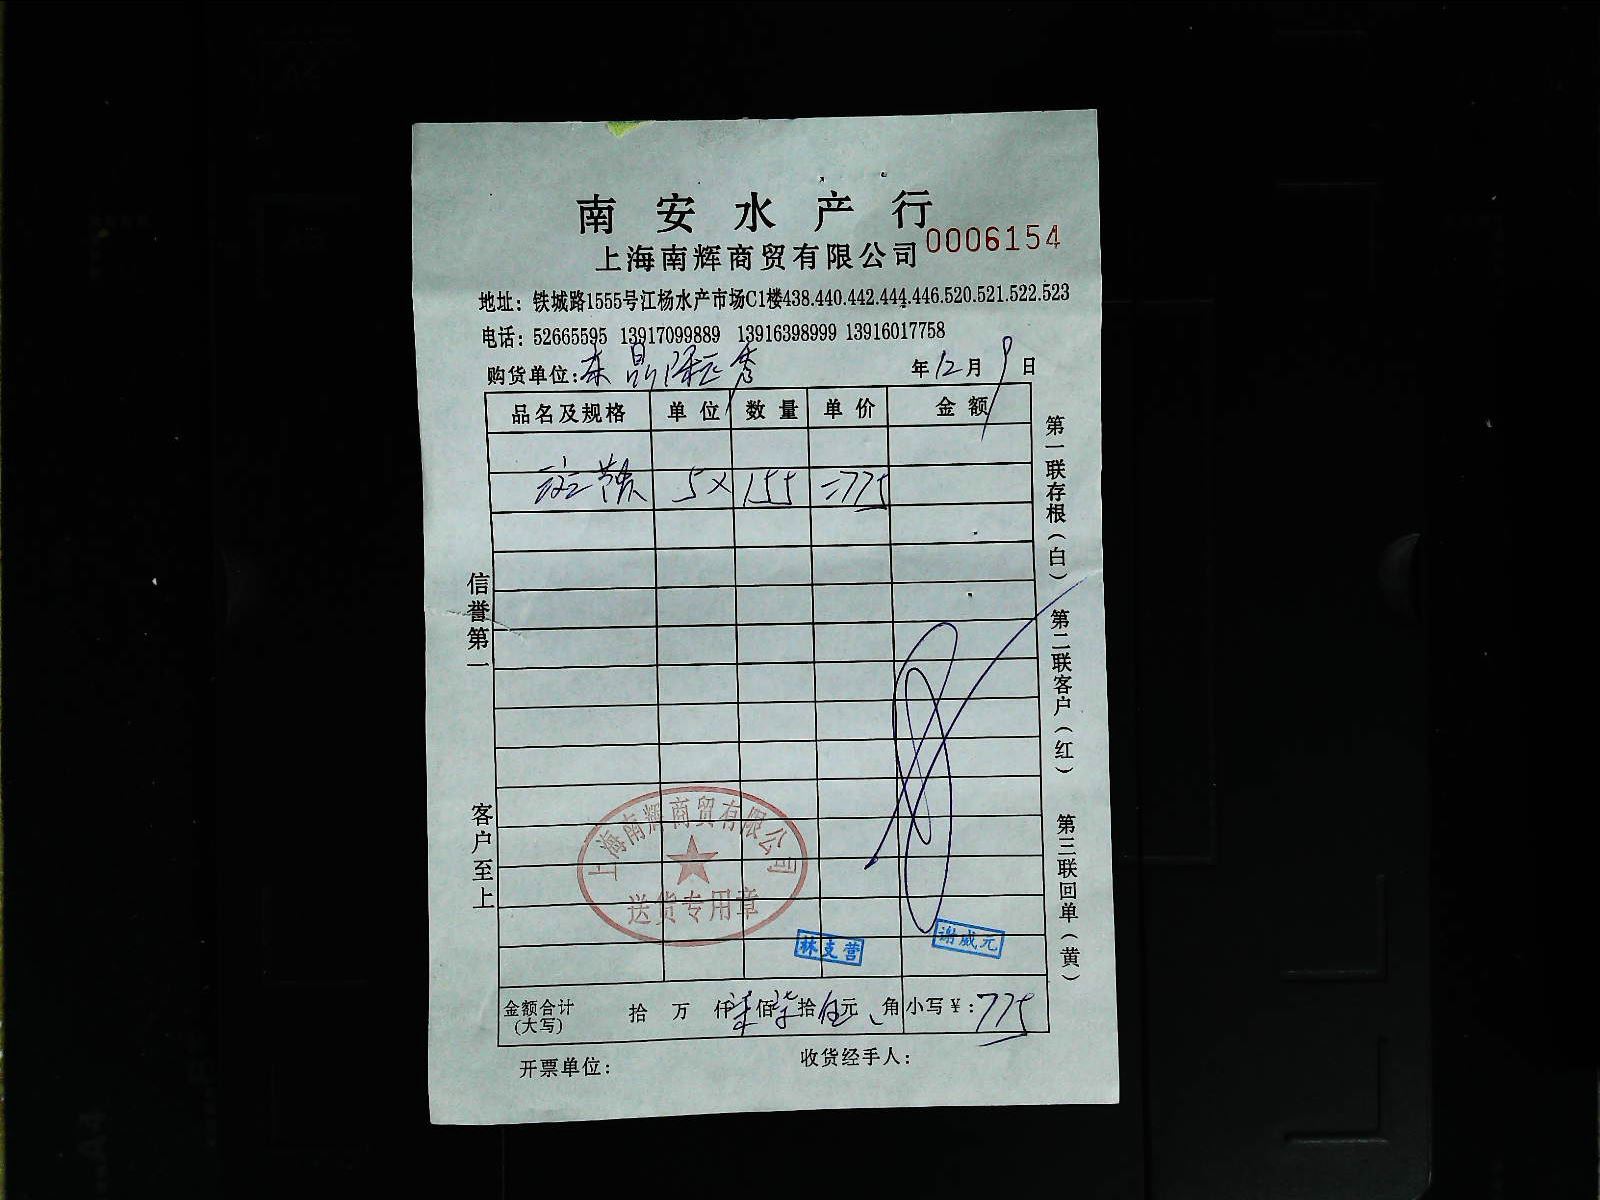 南安水产行
上海南辉商贸有限公司 0006154
地址：铁城路1555号江杨水产市场C1楼438.440.442.444.446.520.521.522.523
电话：52665595 13917099889 13916398999 13916017758
购货单位： 年12月9日
品名及规格 单位 数量 单价 金额
5× 155 =775
第一联存根（白） 第二联客户（红） 第三联回单（黄）
信誉第一 客户至上
上海南辉商贸有限公司
送货专用章
林支营 谢威元
金额合计 拾 万 仟柒佰柒拾伍元 角 小写￥：775
(大写)
开票单位： 收货经手人：